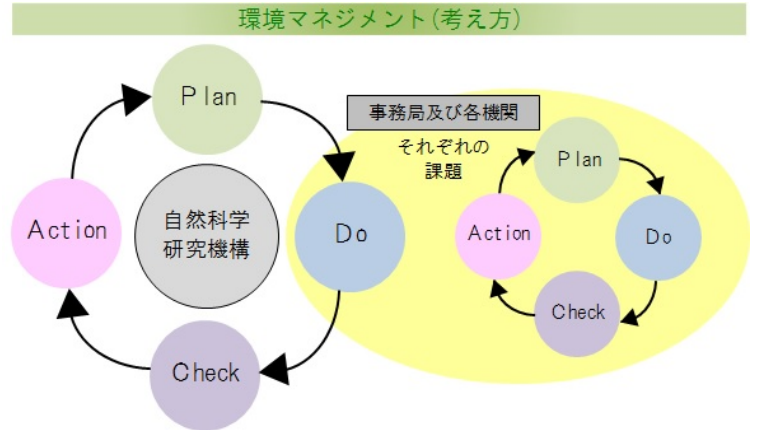 環境マネジメント(考え方)
Plan
Do
Check
Action
自然科学
研究機構
事務局及び各機関
それぞれの
課題
Plan
Do
Check
Action